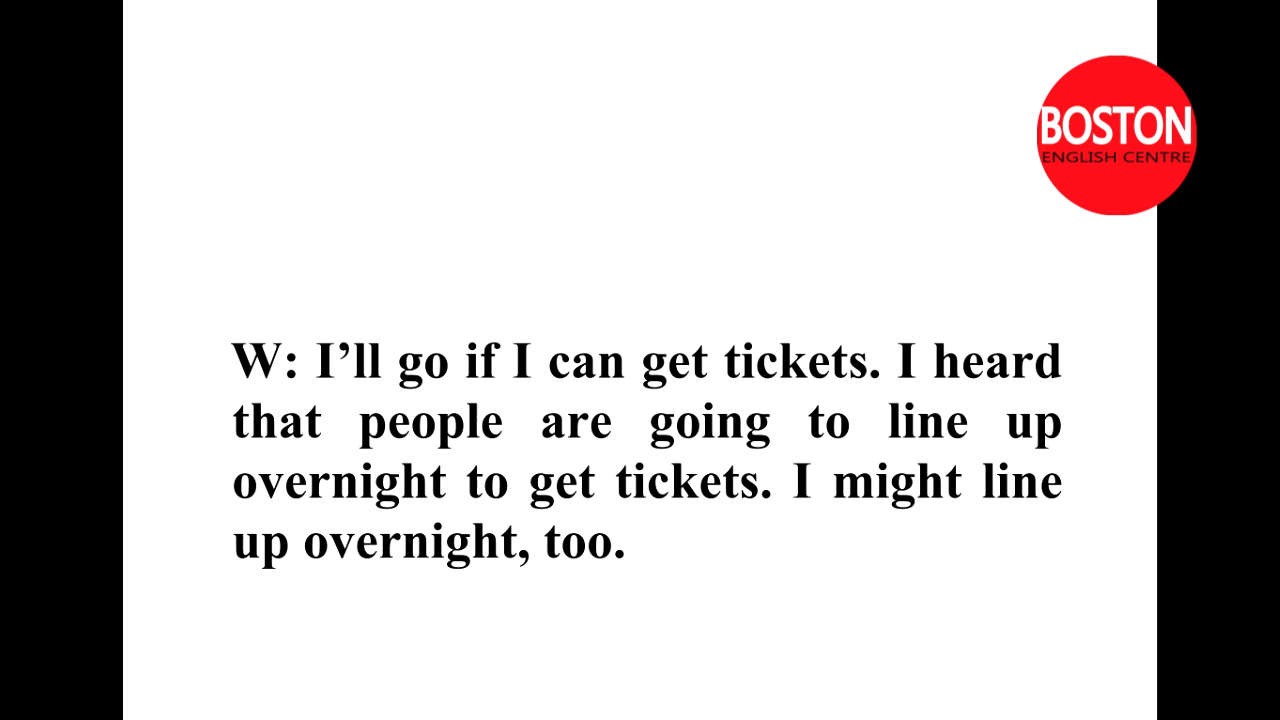 BOSTON
ENGLISH CENTRE
W: I’ll go if I can get tickets. I heard
that people are going to line up
overnight to get tickets. I might line
up overnight, too.